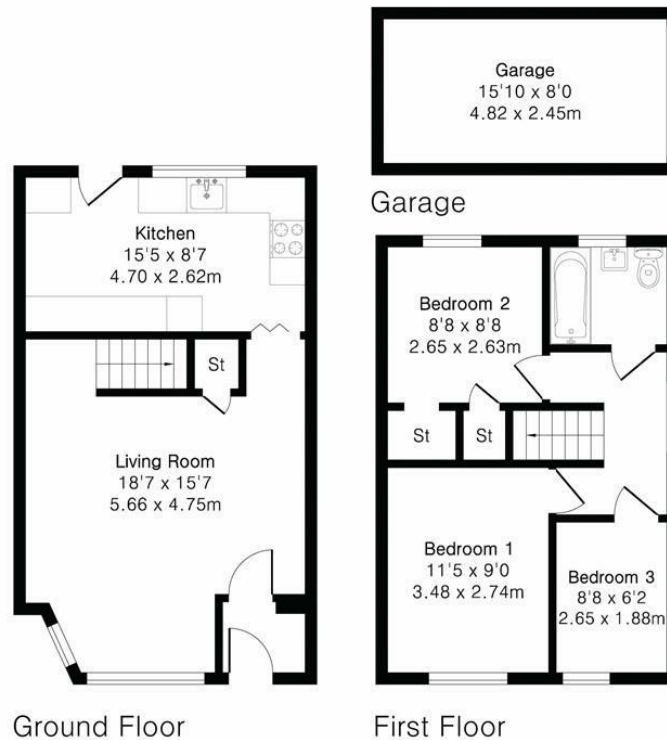 Garage
15'10 x 8'0
4.82 x 2.45m
Garage
Kitchen
15'5 x 8'7
4.70 x 2.62m
St
Living Room
18'7 x 15'7
5.66 x 4.75m
Ground Floor
Bedroom 2
8'8 x 8'8
2.65 x 2.63m
St
St
Bedroom 1
11'5 x 9'0
3.48 x 2.74m
Bedroom 3
8'8 x 6'2
2.65 x 1.88m
First Floor